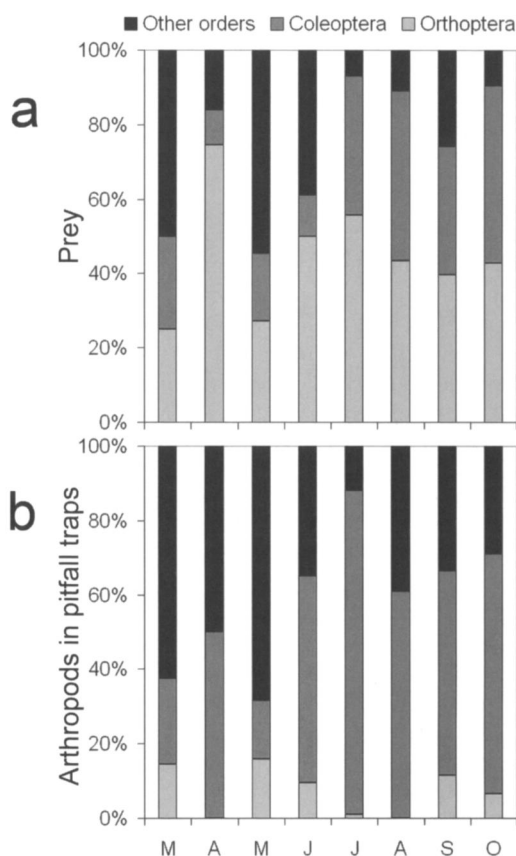 Other orders Coleoptera Orthoptera
a
Prey
100%
80%
60%
40%
20%
0%
b
Arthropods in pitfall traps
100%
80%
60%
40%
20%
0%
M A M J J A S O